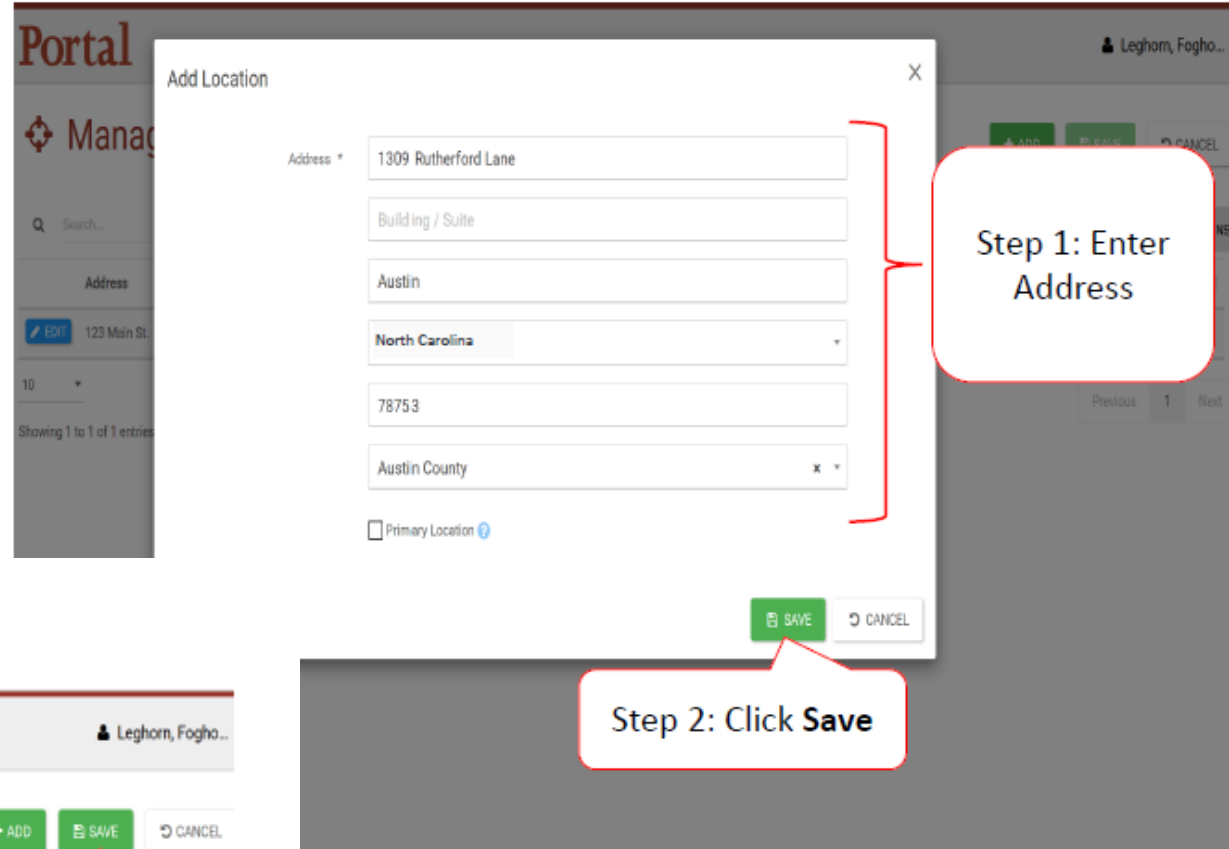 Portal
Leghorn, Fogho...
Add Location
X
Manag
ADD SAVE CANCEL
Address * 1309 Rutherford Lane
Building / Suite
Search...
Step 1: Enter
Address
Austin
Address
North Carolina
EDIT 123 Main St.
10
78753
Previous 1 Next
Showing 1 to 1 of 1 entries
Austin County x
Primary Location ?
SAVE CANCEL
Step 2: Click Save
Leghorn, Fogho...
ADD SAVE CANCEL